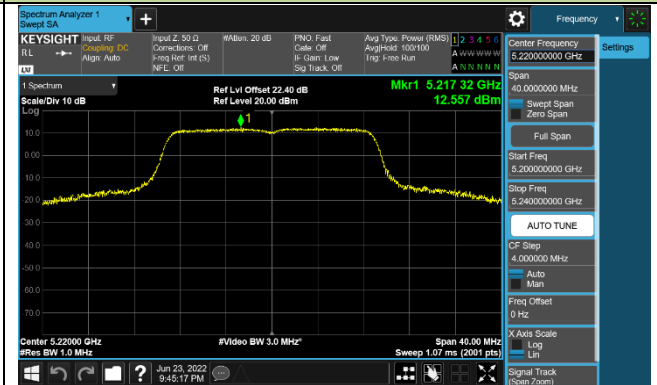 Spectrum Analyzer 1
Swept SA
Frequency
KEYSIGHT
Input: RF
Coupling: DC
Align: Auto
Input Z: 50 Ω
Corrections: Off
Freq Ref: Int (S)
NFE: Off
#Atten: 20 dB
PNO: Fast
Gate: Off
IF Gain: Low
Sig Track: Off
Avg Type: Power (RMS)
Avg|Hold: 100/100
Trig: Free Run
1 2 3 4 5 6
A W W W W W
A N N N N N
RL
LXI
1 Spectrum
Scale/Div 10 dB
Log
Ref Lvl Offset 22.40 dB
Ref Level 20.00 dBm
Mkr1 5.217 32 GHz
12.557 dBm
1
10.0
0.00
-10.0
-20.0
-30.0
-40.0
-50.0
-60.0
-70.0
Center 5.22000 GHz
#Res BW 1.0 MHz
#Video BW 3.0 MHz*
Span 40.00 MHz
Sweep 1.07 ms (2001 pts)
Center Frequency
5.220000000 GHz
Settings
Span
40.0000000 MHz
Swept Span
Zero Span
Full Span
Start Freq
5.200000000 GHz
Stop Freq
5.240000000 GHz
AUTO TUNE
CF Step
4.000000 MHz
Auto
Man
Freq Offset
0 Hz
X Axis Scale
Log
Lin
Signal Track
(Span Zoom)
?
Jun 23, 2022
9:45:17 PM